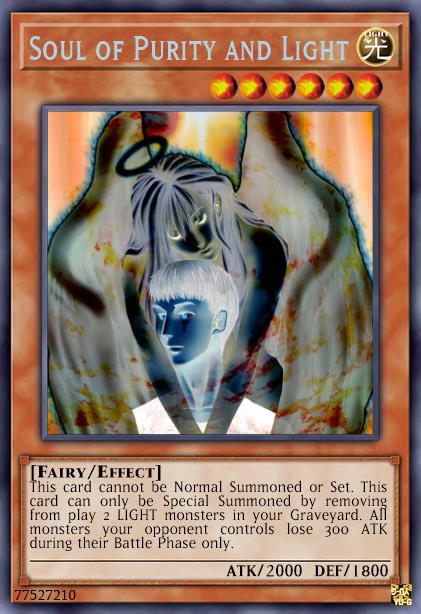 Soul of Purity and Light
LIGHT
光
[Fairy/Effect]
This card cannot be Normal Summoned or Set. This
card can only be Special Summoned by removing
from play 2 LIGHT monsters in your Graveyard. All
monsters your opponent controls lose 300 ATK
during their Battle Phase only.
ATK/2000 DEF/1800
77527210